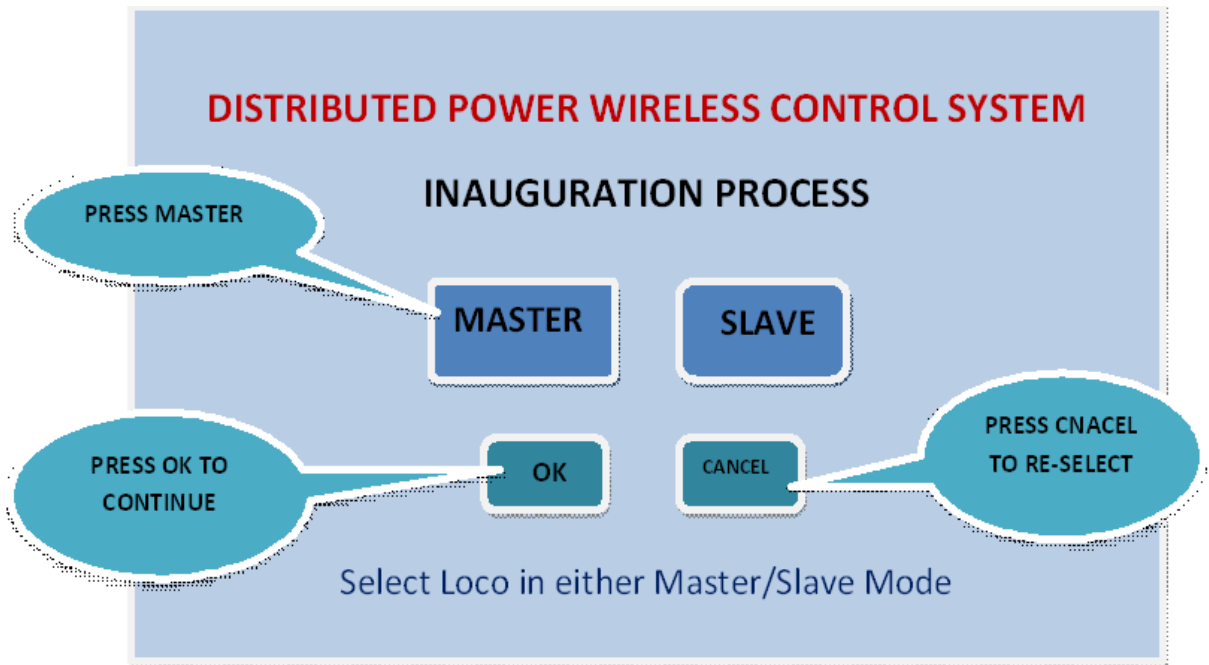 DISTRIBUTED POWER WIRELESS CONTROL SYSTEM
INAUGURATION PROCESS
PRESS MASTER
MASTER
SLAVE
PRESS OK TO
CONTINUE
OK
CANCEL
PRESS CNACEL
TO RE-SELECT
Select Loco in either Master/Slave Mode